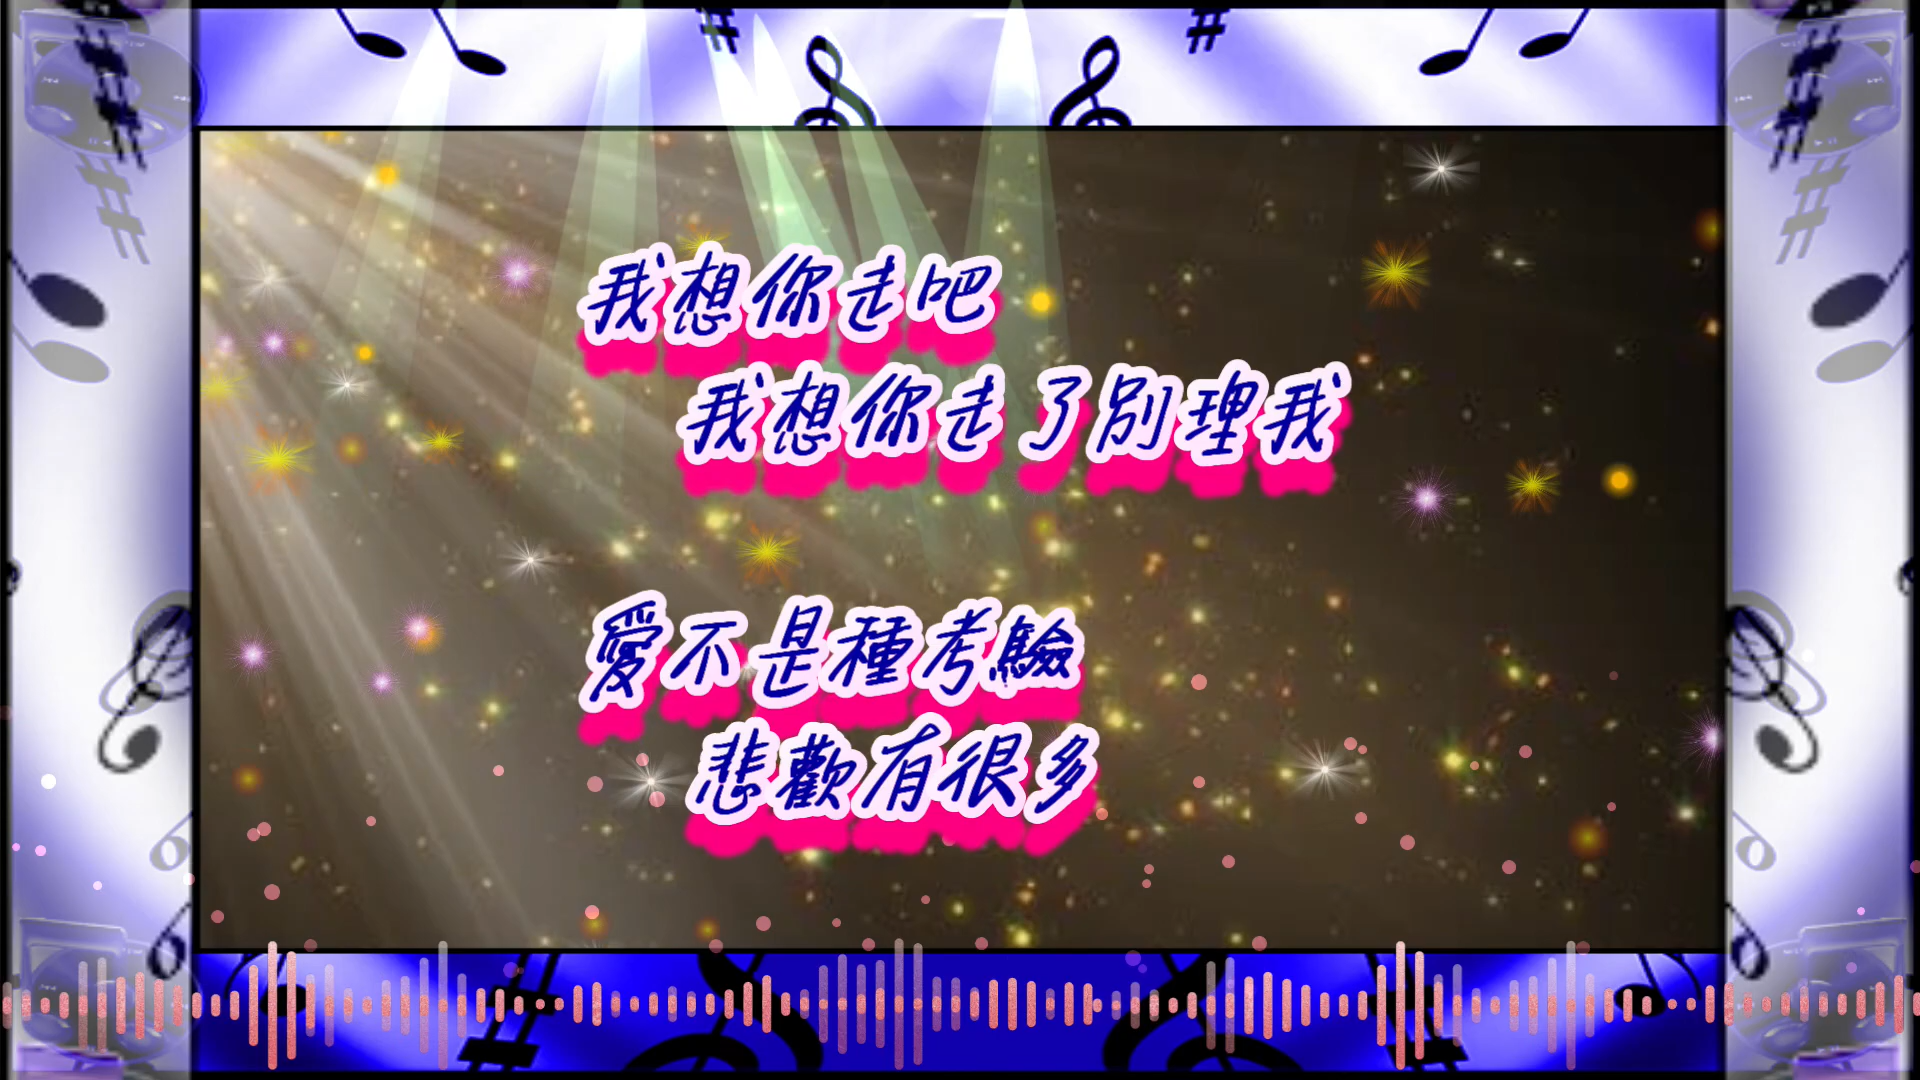 我想你走吧
我想你走了別理我
愛不是種考驗
悲歡有很多